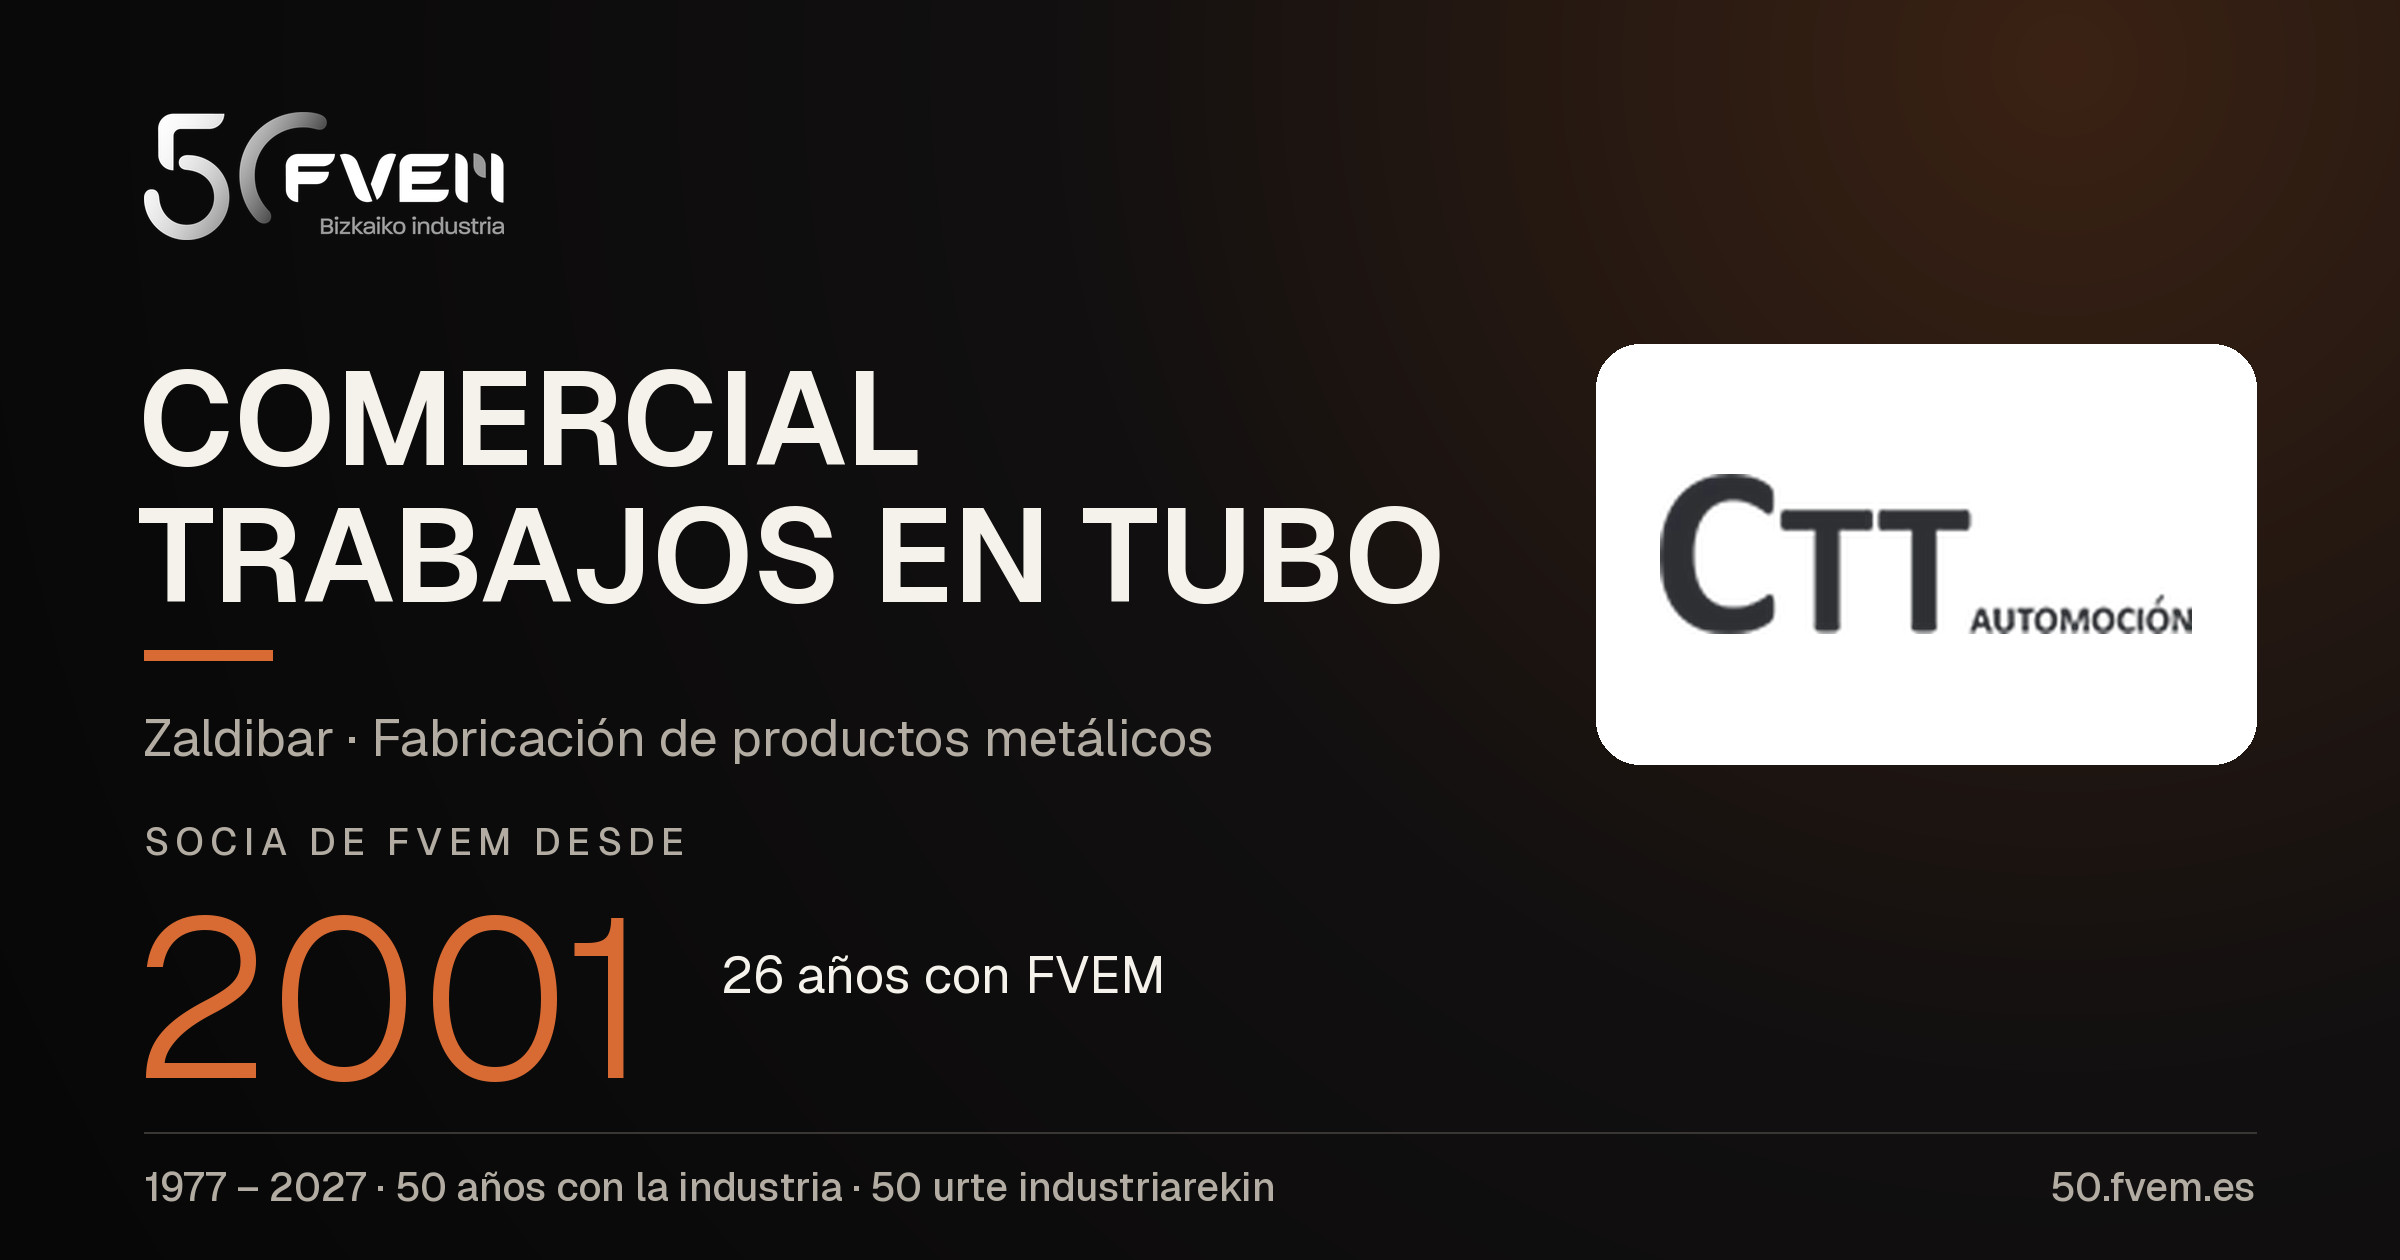 50 FVEM
Bizkaiko industria
COMERCIAL
TRABAJOS EN TUBO
CTT AUTOMOCIÓN
Zaldibar · Fabricación de productos metálicos
SOCIA DE FVEM DESDE
2001
26 años con FVEM
1977 – 2027 · 50 años con la industria · 50 urte industriarekin
50.fvem.es